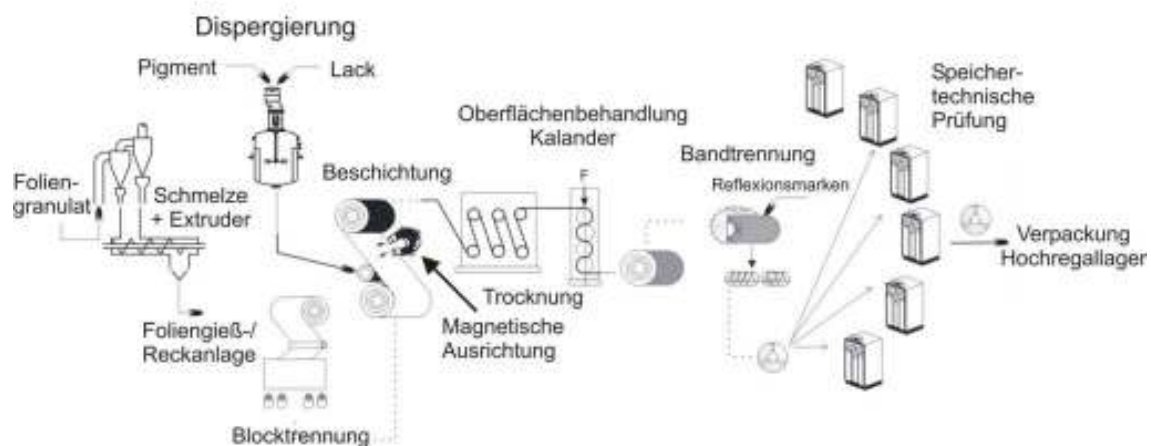 Dispergierung
Pigment
Lack
Folien-
granulat
Schmelze
+ Extruder
Foliengieß-/
Reckanlage
Blocktrennung
Beschichtung
Magnetische
Ausrichtung
Trocknung
Oberflächenbehandlung
Kalander
F
Bandtrennung
Reflexionsmarken
Speicher-
technische
Prüfung
Verpackung
Hochregallager